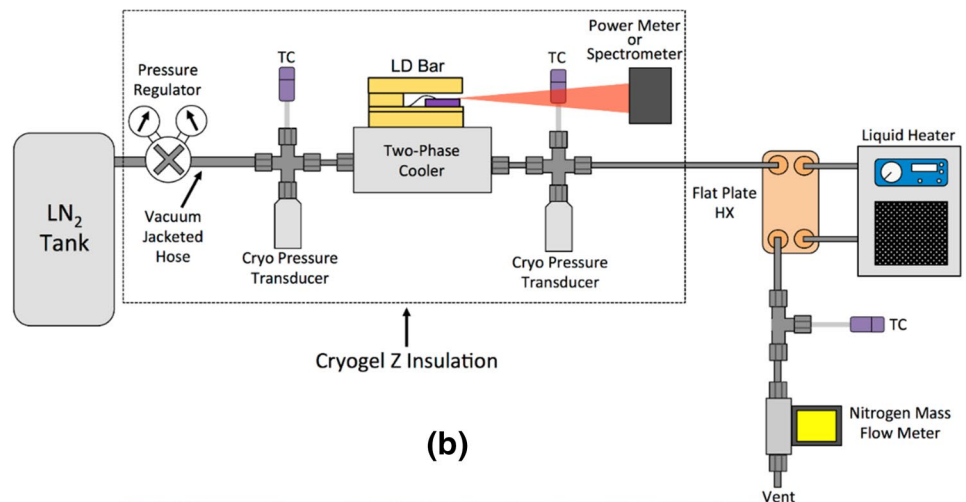 Power Meter
or
Spectrometer
TC
LD Bar
TC
Pressure
Regulator
Two-Phase
Cooler
Liquid Heater
LN2
Tank
Vacuum
Jacketed
Hose
Flat Plate
HX
Cryo Pressure
Transducer
Cryo Pressure
Transducer
TC
Cryogel Z Insulation
Nitrogen Mass
Flow Meter
(b)
Vent